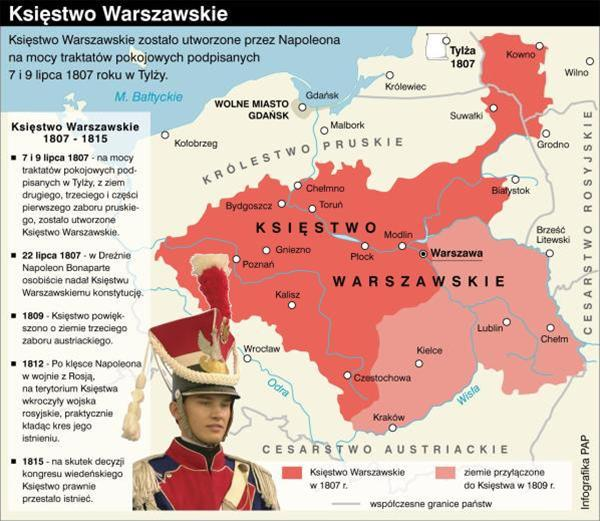 Księstwo Warszawskie
Księstwo Warszawskie zostało utworzone przez Napoleona
na mocy traktatów pokojowych podpisanych
7 i 9 lipca 1807 roku w Tylży.
Księstwo Warszawskie
1807 - 1815
7 i 9 lipca 1807 - na mocy
traktatów pokojowych pod-
pisanych w Tylży, z ziem
drugiego, trzeciego i części
pierwszego zaboru pruskie-
go, zostało utworzone
Księstwo Warszawskie.
22 lipca 1807 - w Dreźnie
Napoleon Bonaparte
osobiście nadał Księstwu
Warszawskiemu konstytucję.
1809 - Księstwo powięk-
szono o ziemie trzeciego
zaboru austriackiego.
1812 - Po klęsce Napoleona
w wojnie z Rosją,
na terytorium Księstwa
wkroczyły wojska
rosyjskie, praktycznie
kładąc kres jego
istnieniu.
1815 - na skutek decyzji
kongresu wiedeńskiego
Księstwo prawnie
przestało istnieć.
Tylża
1807
Kowno
Wilno
Królewiec
M. Bałtyckie
Gdańsk
WOLNE MIASTO
GDAŃSK
Suwałki
Malbork
Kołobrzeg
Grodno
KRÓLESTWO PRUSKIE
CESARSTWO ROSYJSKIE
Chełmno
Białystok
Bydgoszcz
Toruń
KSIĘSTWO
Modlin
Brześć
Litewski
Gniezno
Płock
Warszawa
Poznań
WARSZAWSKIE
Kalisz
Lublin
Chełm
Wrocław
Kielce
Częstochowa
Odra
Wisła
Kraków
CESARSTWO AUSTRIACKIE
Księstwo Warszawskie
w 1807 r.
ziemie przyłączone
do Księstwa w 1809 r.
współczesne granice państw
Infografika PAP